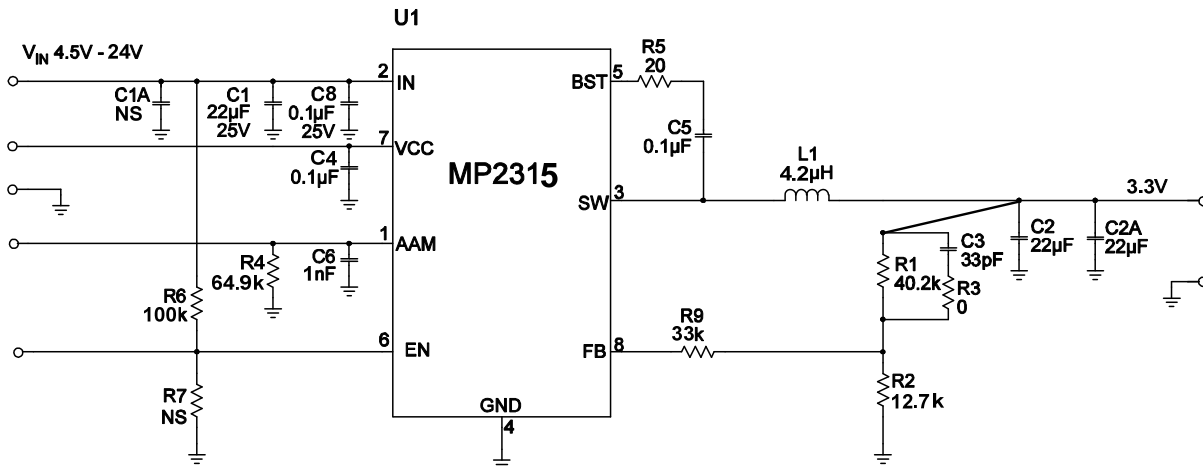 U1
V_IN 4.5V - 24V
C1A
NS
C1
22µF
25V
C8
0.1µF
25V
C4
0.1µF
R4
64.9k
C6
1nF
R6
100k
R7
NS
2
IN
7
VCC
1
AAM
6
EN
MP2315
BST
5
SW
3
FB
8
GND
4
R5
20
C5
0.1µF
L1
4.2µH
3.3V
C3
33pF
R1
40.2k
R3
0
C2
22µF
C2A
22µF
R9
33k
R2
12.7k